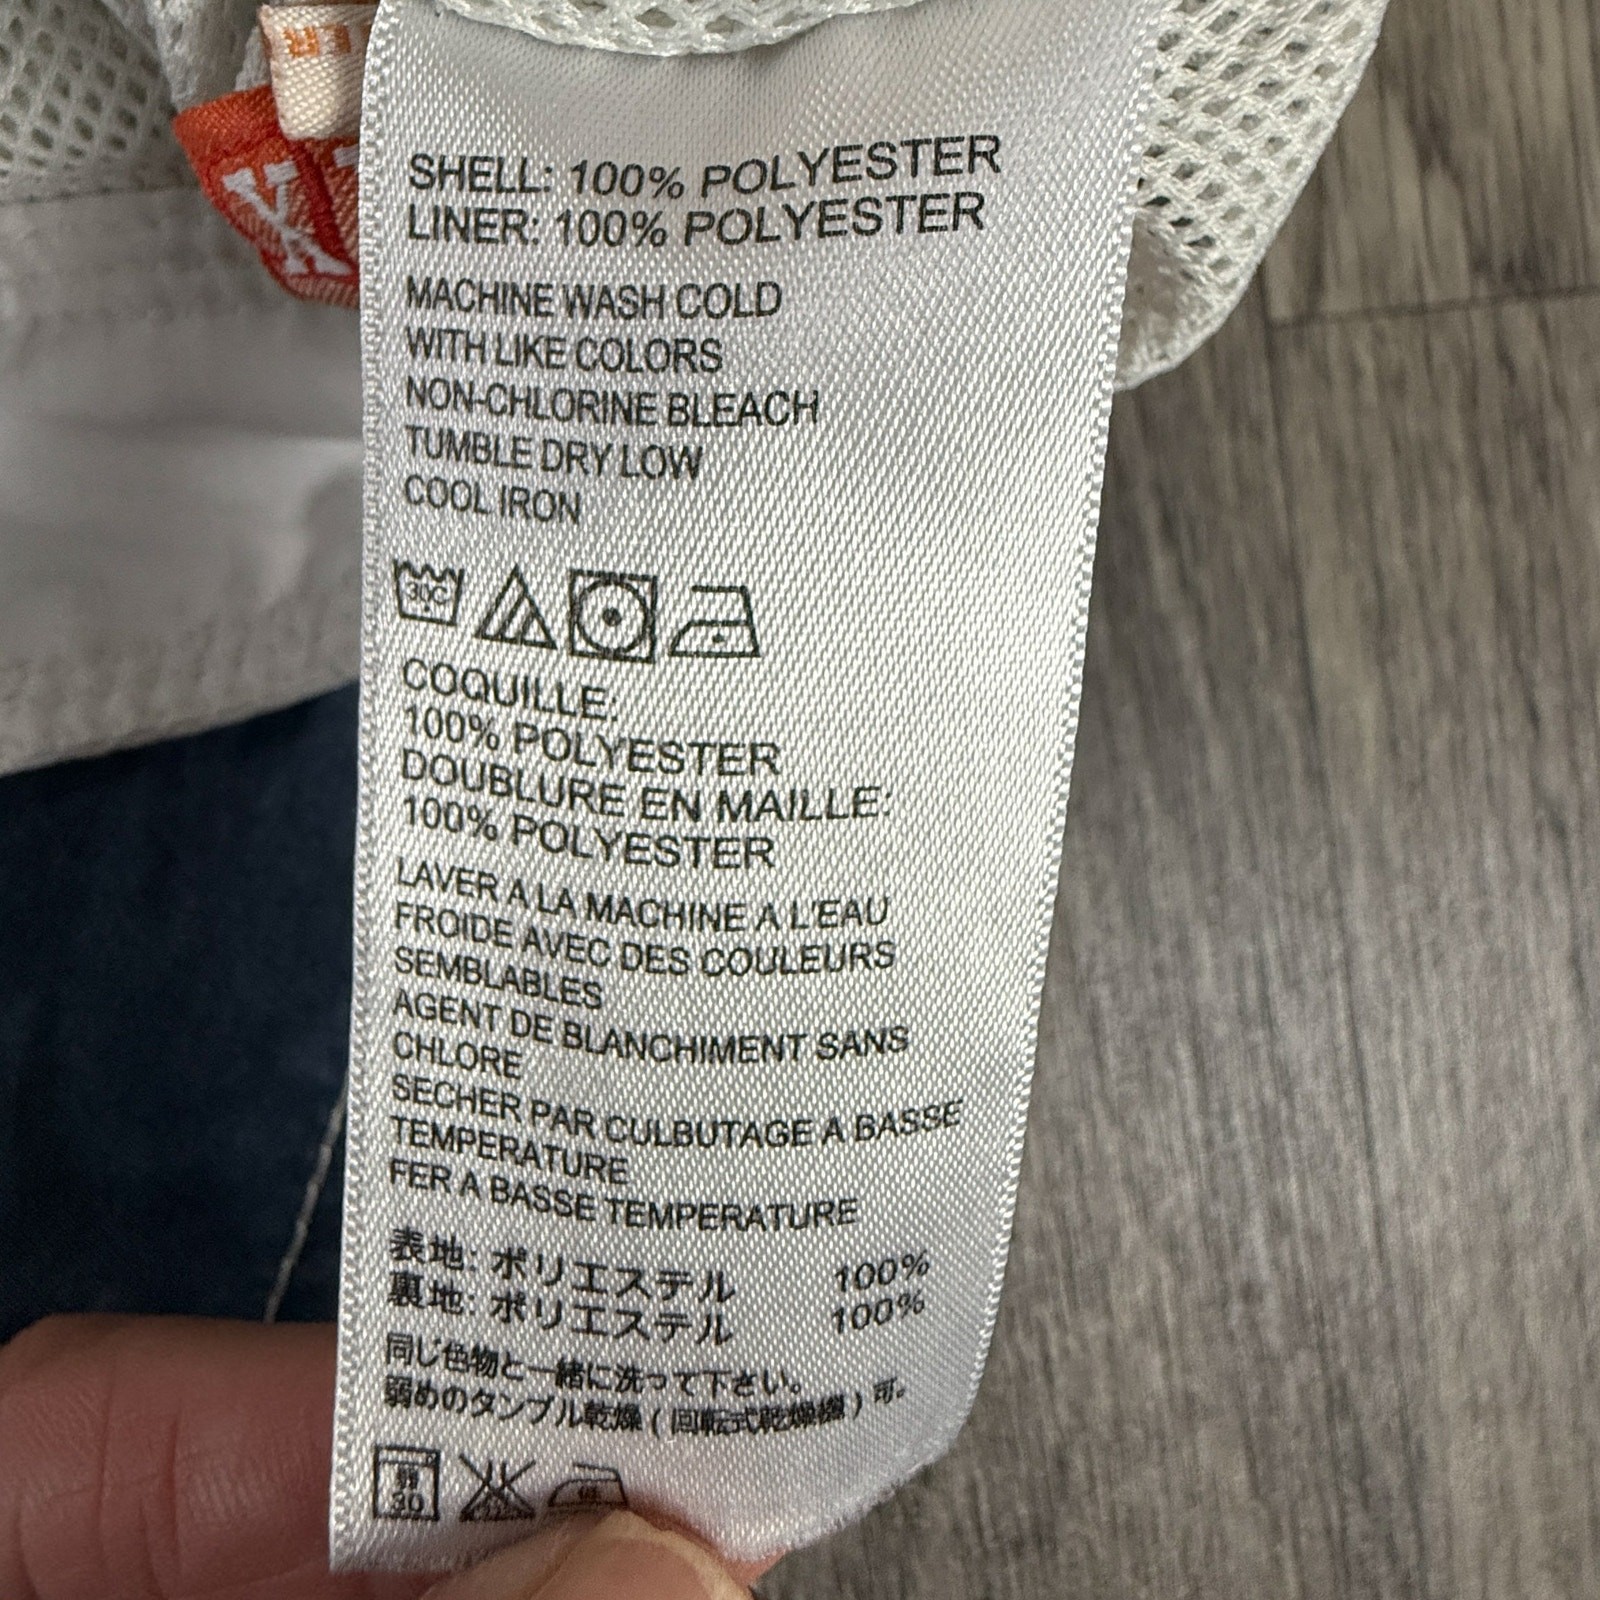 SHELL: 100% POLYESTER
LINER: 100% POLYESTER
MACHINE WASH COLD
WITH LIKE COLORS
NON-CHLORINE BLEACH
TUMBLE DRY LOW
COOL IRON
30C
COQUILLE:
100% POLYESTER
DOUBLURE EN MAILLE:
100% POLYESTER
LAVER A LA MACHINE A L'EAU
FROIDE AVEC DES COULEURS
SEMBLABLES
AGENT DE BLANCHIMENT SANS
CHLORE
SECHER PAR CULBUTAGE A BASSE
TEMPERATURE
FER A BASSE TEMPERATURE
表地: ポリエステル 100%
裏地: ポリエステル 100%
同じ色物と一緒に洗って下さい。
弱めのタンブル乾燥 ( 回転式乾燥機 ) 可。
弱
30
低